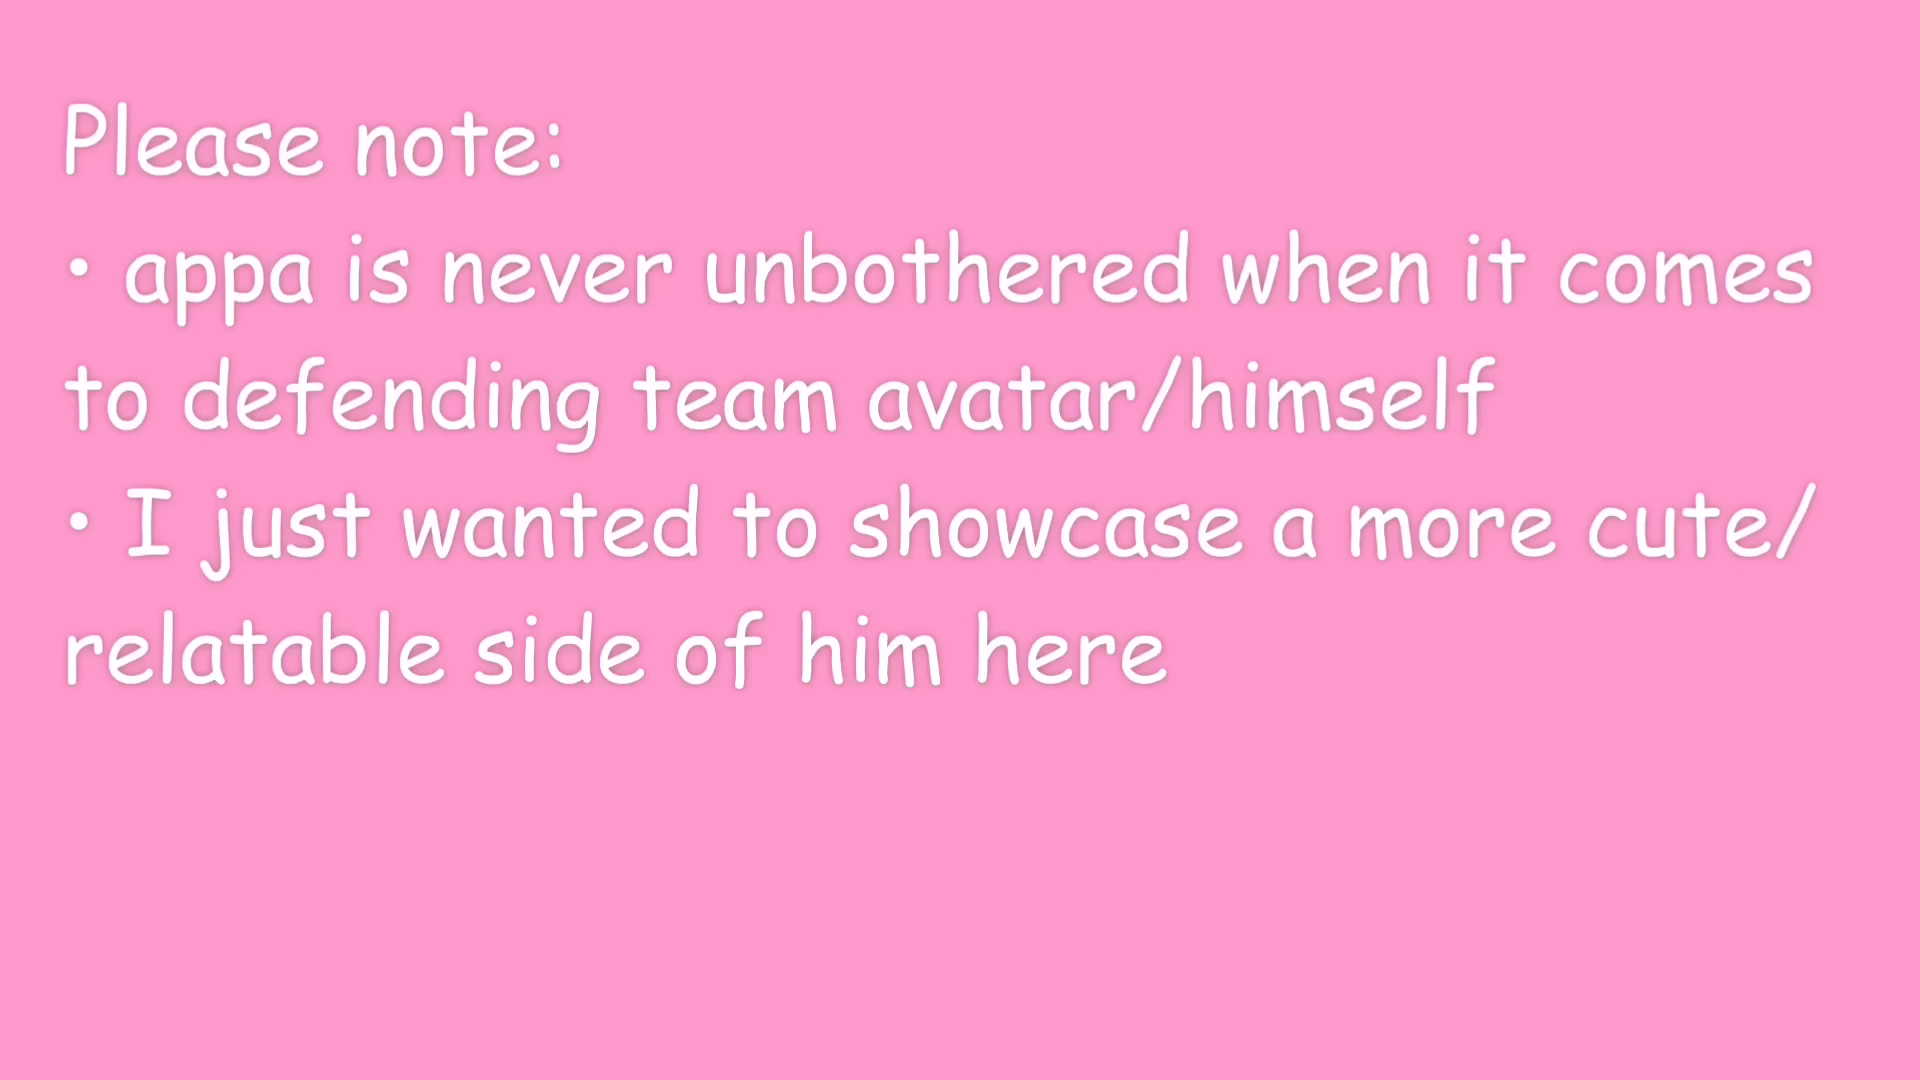 Please note:
• appa is never unbothered when it comes
to defending team avatar/himself
• I just wanted to showcase a more cute/
relatable side of him here